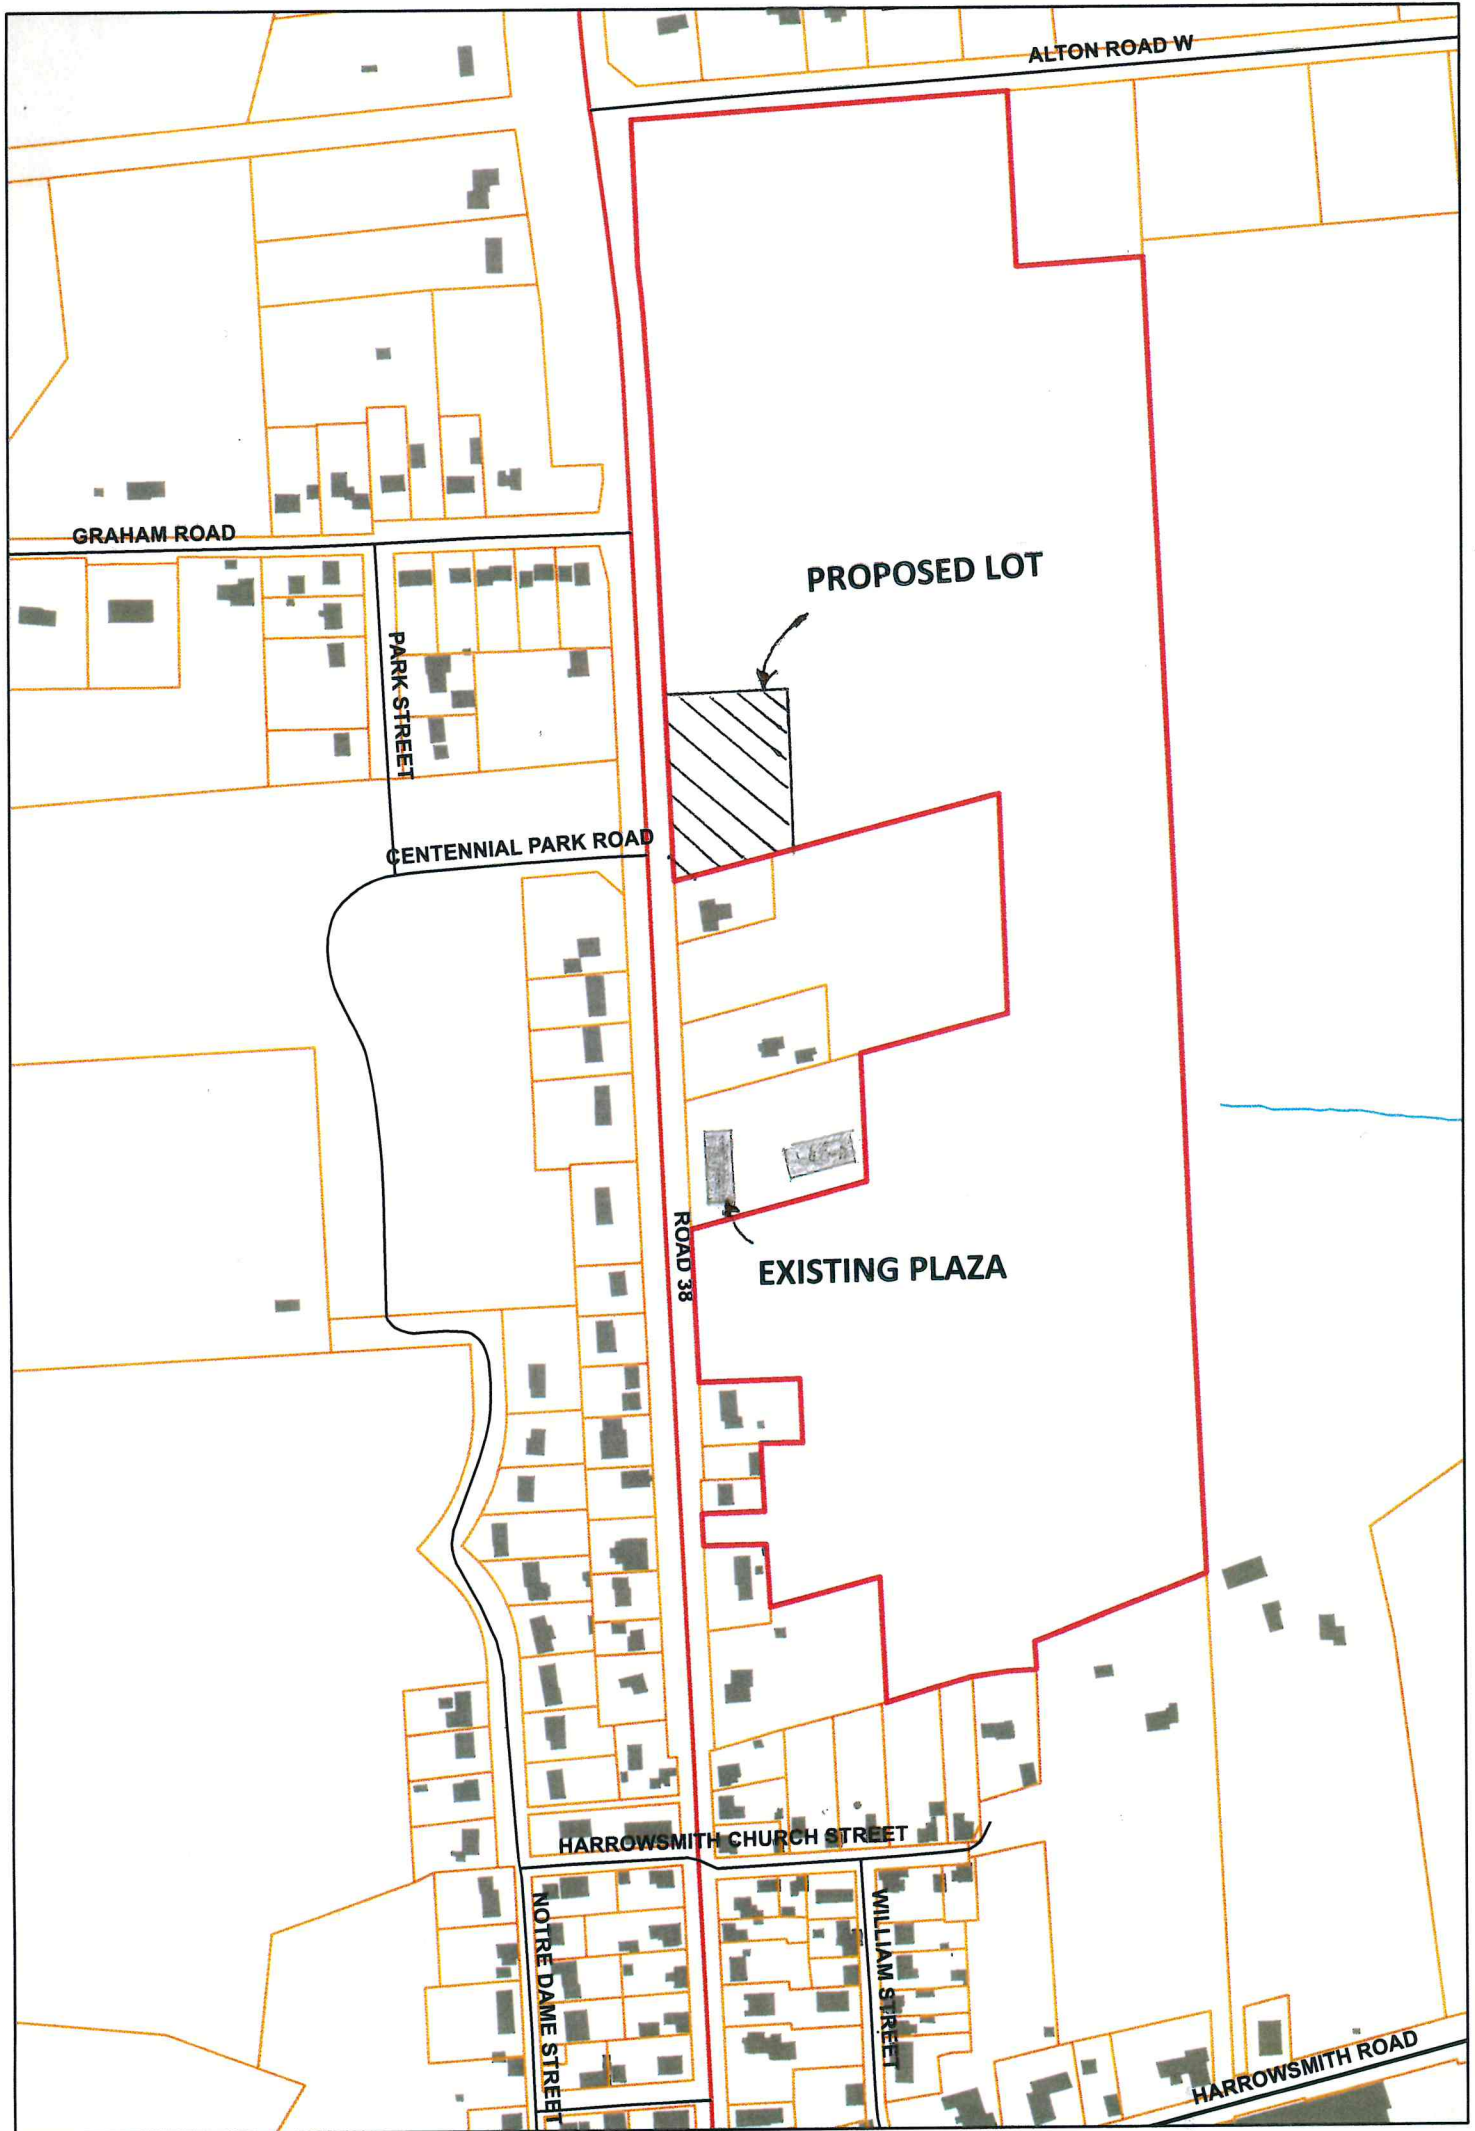 ALTON ROAD W
GRAHAM ROAD
PROPOSED LOT
PARK STREET
CENTENNIAL PARK ROAD
ROAD 38
EXISTING PLAZA
HARROWSMITH CHURCH STREET
NOTRE DAME STREET
WILLIAM STREET
HARROWSMITH ROAD